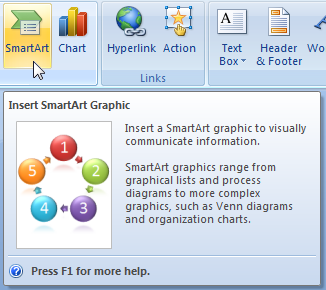 SmartArt Chart Hyperlink Action Text Box Header & Footer
Links
Insert SmartArt Graphic
1
5 2
4 3
Insert a SmartArt graphic to visually
communicate information.
SmartArt graphics range from
graphical lists and process
diagrams to more complex
graphics, such as Venn diagrams
and organization charts.
Press F1 for more help.